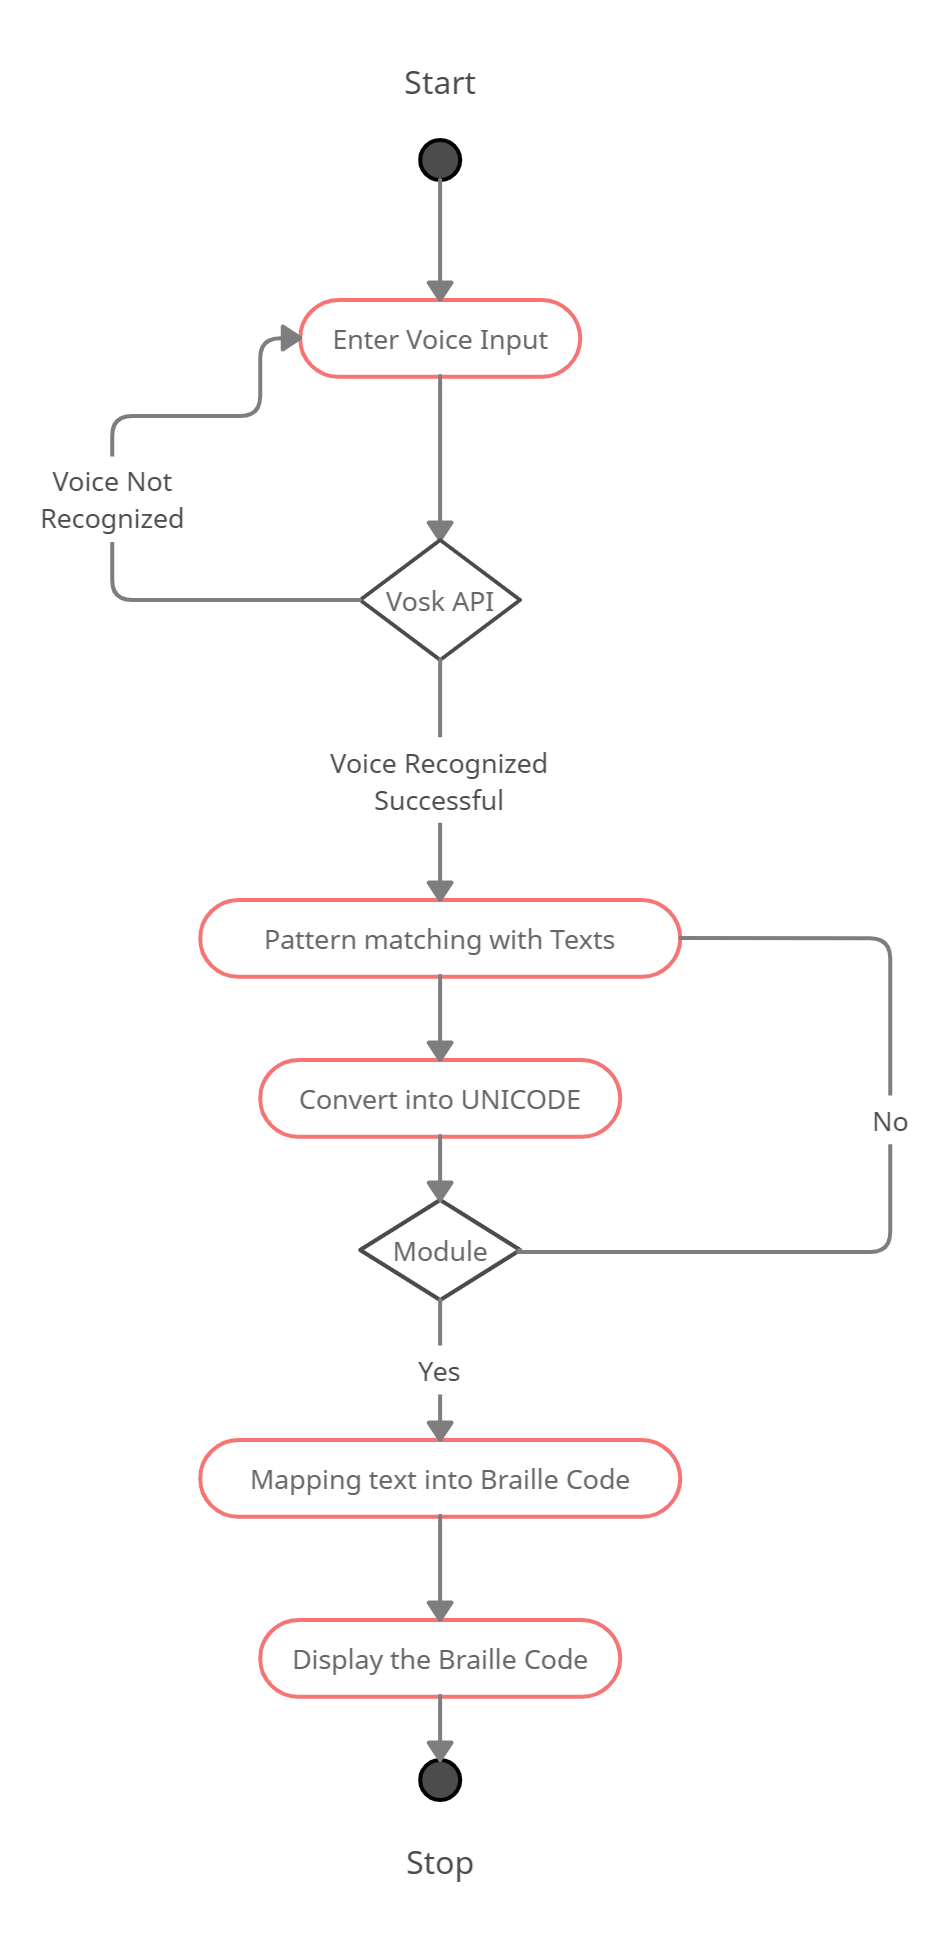 Start
Enter Voice Input
Voice Not
Recognized
Vosk API
Voice Recognized
Successful
Pattern matching with Texts
Convert into UNICODE
No
Module
Yes
Mapping text into Braille Code
Display the Braille Code
Stop